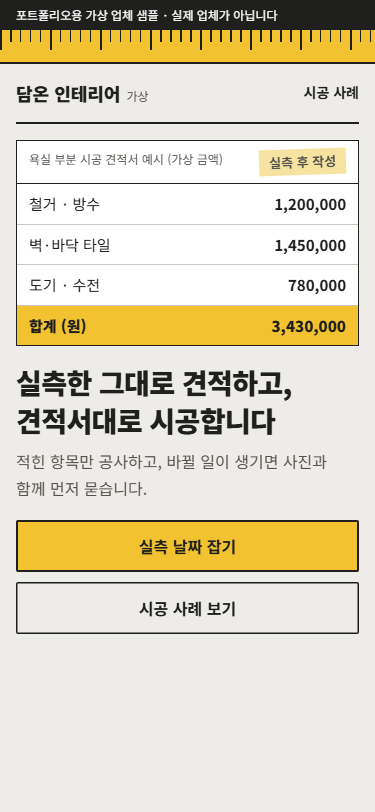 포트폴리오용 가상 업체 샘플 · 실제 업체가 아닙니다
담온 인테리어 가상
시공 사례
욕실 부분 시공 견적서 예시 (가상 금액)
실측 후 작성
철거 · 방수 1,200,000
벽·바닥 타일 1,450,000
도기 · 수전 780,000
합계 (원) 3,430,000
실측한 그대로 견적하고,
견적서대로 시공합니다
적힌 항목만 공사하고, 바뀔 일이 생기면 사진과
함께 먼저 묻습니다.
실측 날짜 잡기
시공 사례 보기